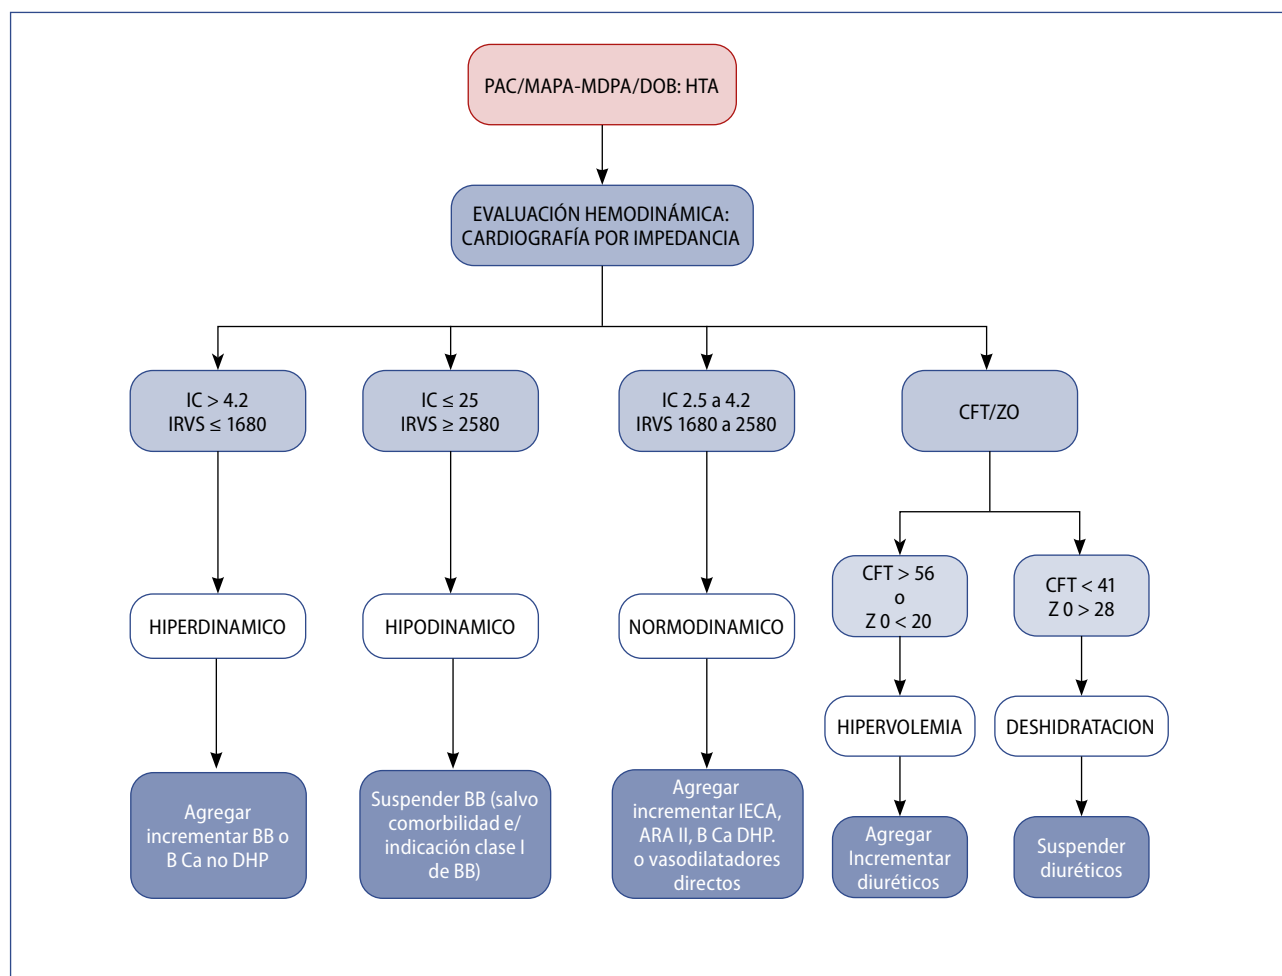 PAC/MAPA-MDPA/DOB: HTA
EVALUACIÓN HEMODINÁMICA:
CARDIOGRAFÍA POR IMPEDANCIA
IC > 4.2
IRVS ≤ 1680
IC ≤ 25
IRVS ≥ 2580
IC 2.5 a 4.2
IRVS 1680 a 2580
CFT/ZO
CFT > 56
o
Z 0 < 20
CFT < 41
Z 0 > 28
HIPERDINAMICO
HIPODINAMICO
NORMODINAMICO
HIPERVOLEMIA
DESHIDRATACION
Agregar
incrementar BB o
B Ca no DHP
Suspender BB (salvo
comorbilidad e/
indicación clase I
de BB)
Agregar
incrementar IECA,
ARA II, B Ca DHP.
o vasodilatadores
directos
Agregar
Incrementar
diuréticos
Suspender
diuréticos